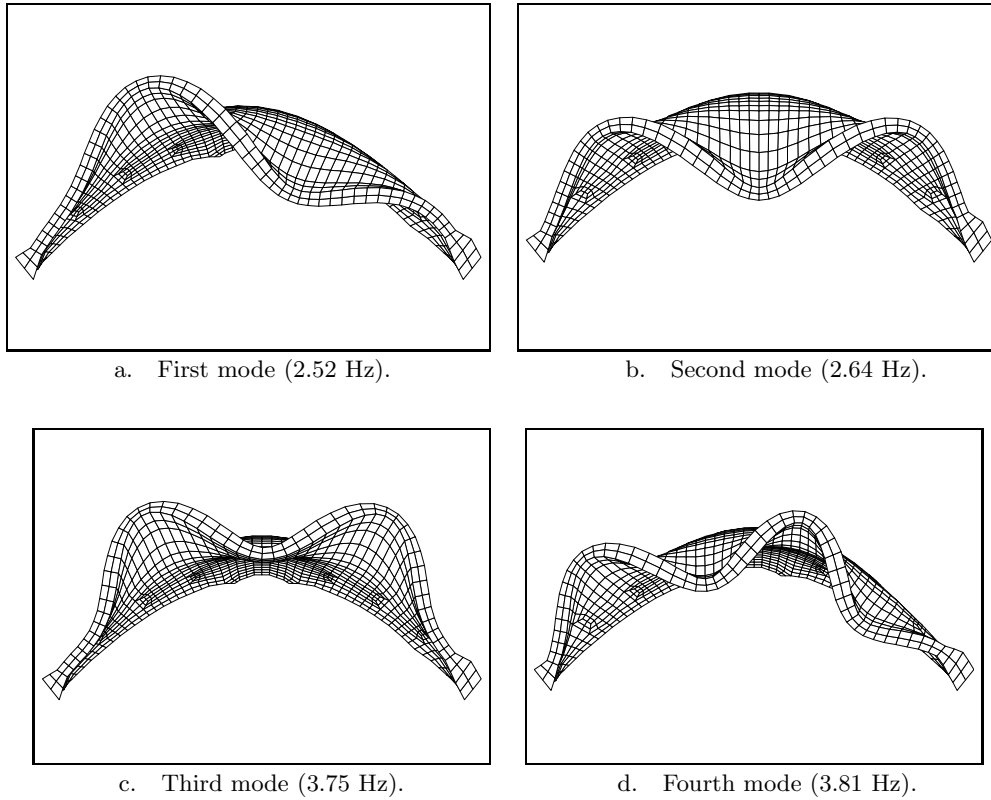 a. First mode (2.52 Hz).
b. Second mode (2.64 Hz).
c. Third mode (3.75 Hz).
d. Fourth mode (3.81 Hz).